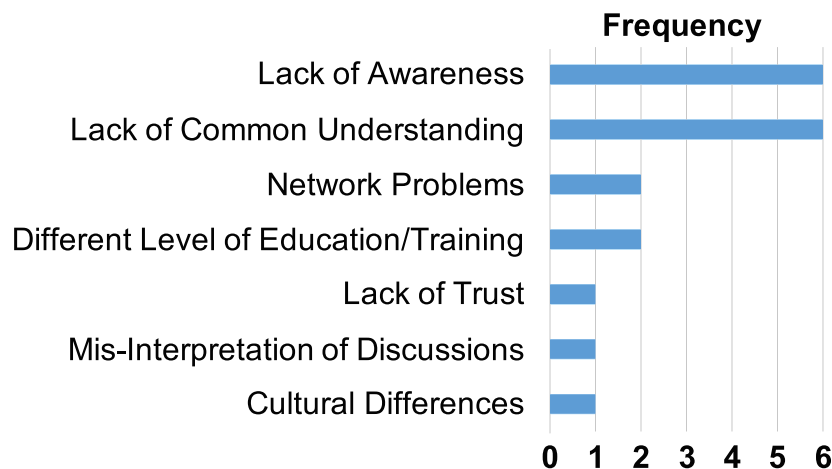 Frequency
Lack of Awareness
Lack of Common Understanding
Network Problems
Different Level of Education/Training
Lack of Trust
Mis-Interpretation of Discussions
Cultural Differences
0 1 2 3 4 5 6